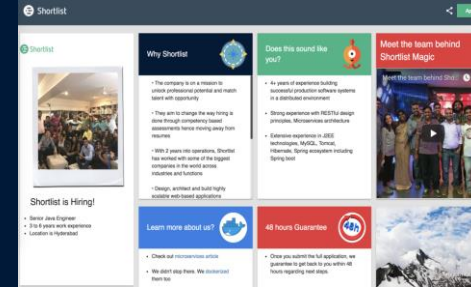 Shortlist
Shortlist
Shortlist is Hiring!
• Senior Java Engineer
• 3 to 6 years work experience
• Location is Hyderabad
Why Shortlist
• The company is on a mission to
unlock professional potential and match
talent with opportunity
• They aim to change the way hiring is
done through competency based
assessments hence moving away from
resumes
• With 2 years into operations, Shortlist
has worked with some of the biggest
companies in the world across
industries and functions
• Design, architect and build highly
scalable web-based applications
Learn more about us?
• Check out microservices article
• We didn't stop there. We dockerized
them too.
Does this sound like
you?
• 4+ years of experience building
successful production software systems
in a distributed environment
• Strong experience with RESTful design
principles, Microservices architecture
• Extensive experience in J2EE
technologies, MySQL, Tomcat,
Hibernate, Spring ecosystem including
Spring boot
48 hours Guarantee
48h
• Once you submit the full application, we
guarantee to get back to you within 48
hours regarding next steps.
Meet the team behind
Shortlist Magic
Meet the team behind Sho